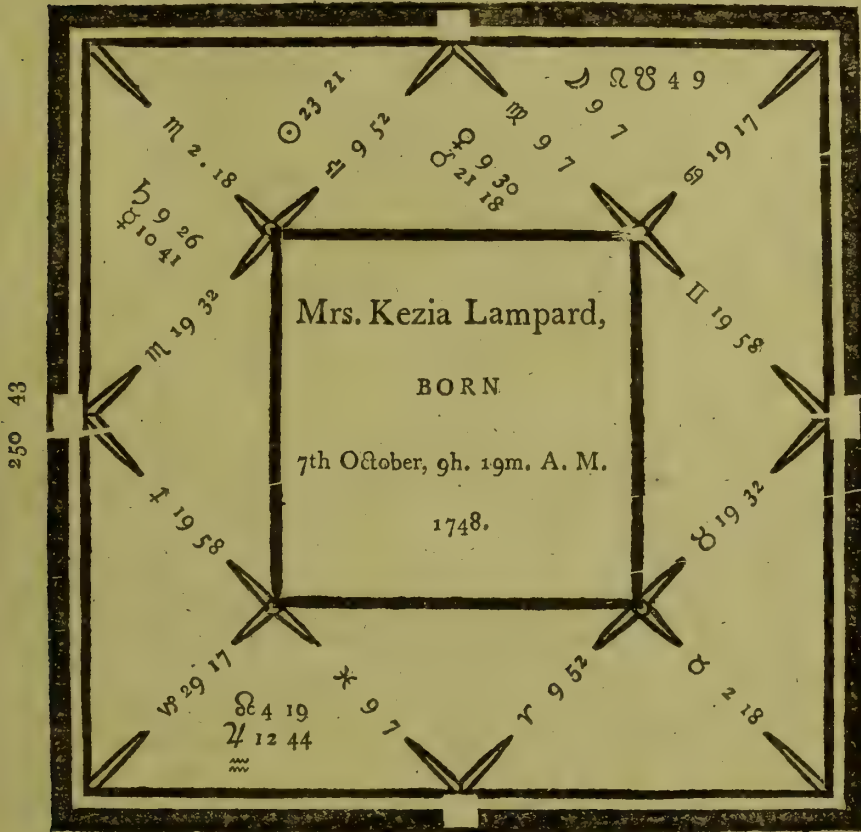 ☽ ♌ ☋ 4 9
9 7
☉ 23 21
♏ 2.18
♎ 9 52
♍ 9 7
♀ 9 30
♂ 21 18
♋ 19 17
♄ 9 26
☿ 10 41
♏ 19 32
♊ 19 58
Mrs. Kezia Lampard,
BORN
7th October, 9h. 19m. A. M.
1748.
250 43
♐ 19 58
♉ 19 32
♑ 29 17
☊ 4 19
♃ 12 44
♒
♓ 9 7
♈ 9 52
♉ 2 18